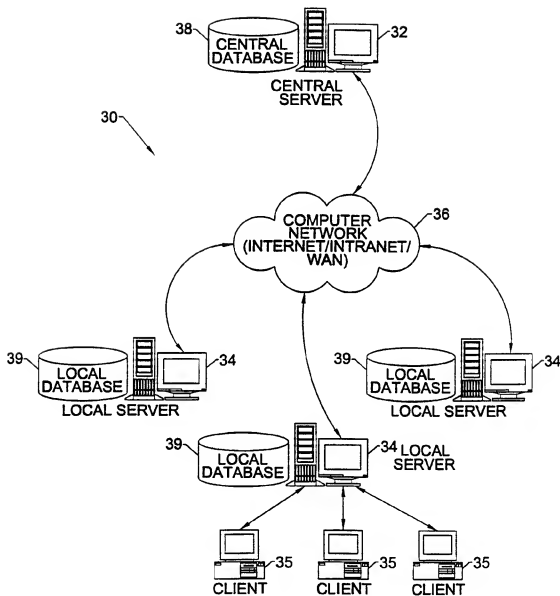 38
CENTRAL
DATABASE
32
CENTRAL
SERVER
30
COMPUTER
NETWORK
(INTERNET/INTRANET/
WAN)
36
39
LOCAL
DATABASE
34
LOCAL SERVER
39
LOCAL
DATABASE
34
LOCAL SERVER
39
LOCAL
DATABASE
34
LOCAL
SERVER
35
CLIENT
35
CLIENT
35
CLIENT